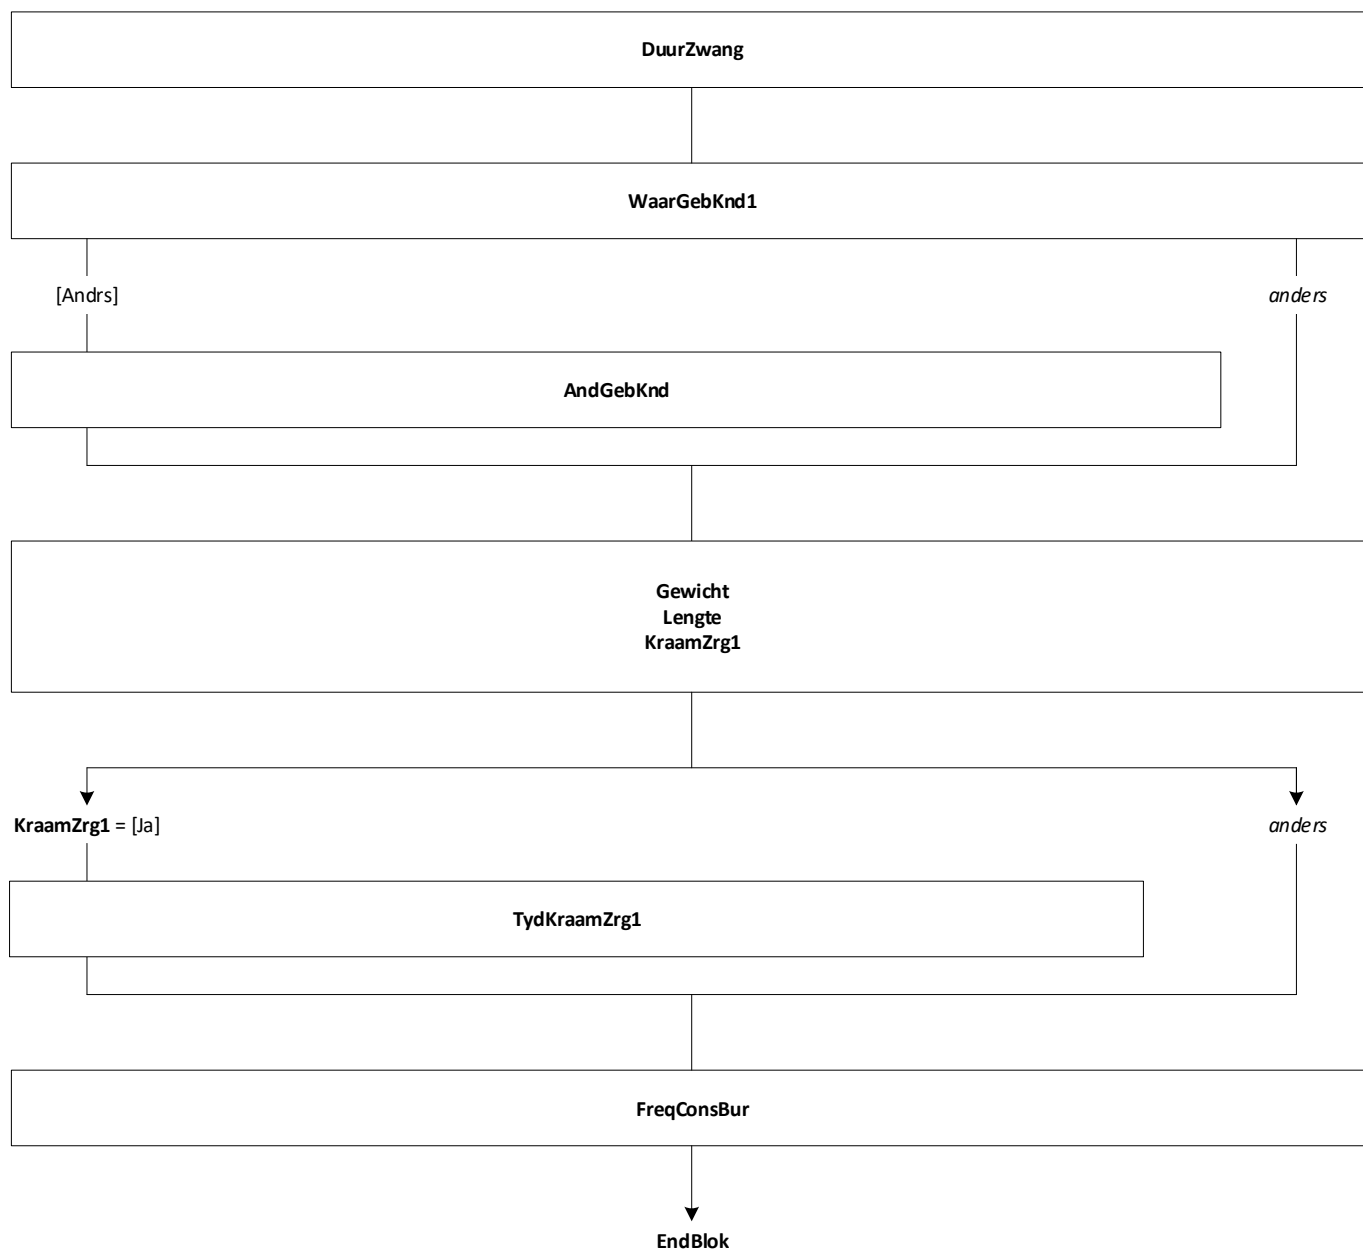 DuurZwang
WaarGebKnd1
[Andrs]
anders
AndGebKnd
Gewicht
Lengte
KraamZrg1
KraamZrg1 = [Ja]
anders
TydKraamZrg1
FreqConsBur
EndBlok